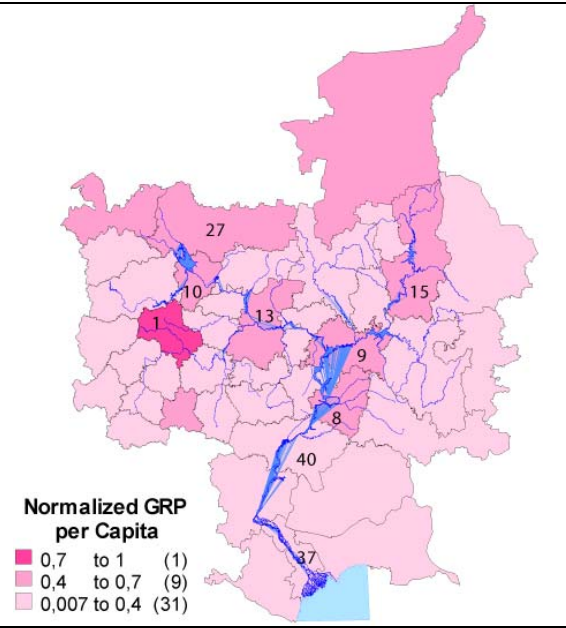 27
10
15
13
1
9
8
40
37
Normalized GRP
per Capita
0,7 to 1 (1)
0,4 to 0,7 (9)
0,007 to 0,4 (31)